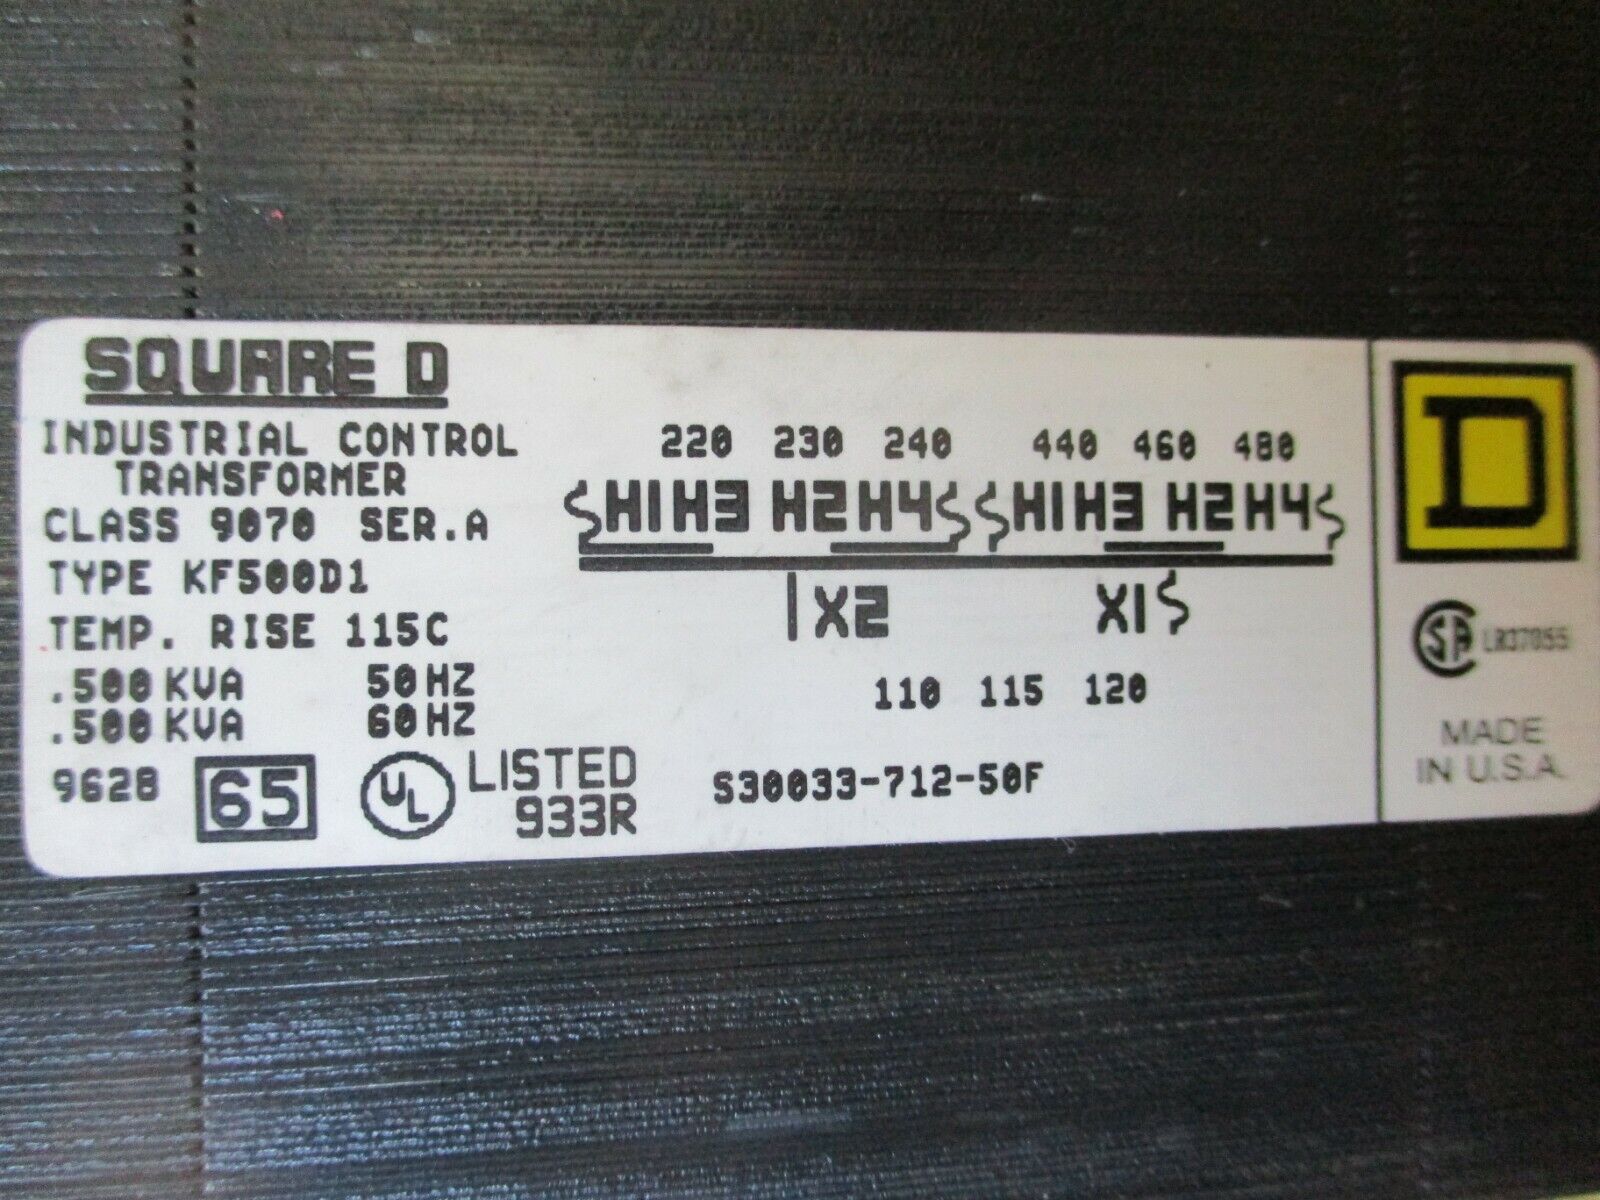 SQUARE D
INDUSTRIAL CONTROL
TRANSFORMER
CLASS 9070 SER.A
TYPE KF500D1
TEMP. RISE 115C
.500 KVA 50 HZ
.500 KVA 60 HZ
9628 65 UL LISTED
933R
220 230 240 440 460 480
H1 H3 H2 H4 H1 H3 H2 H4
X2 X1
110 115 120
S30033-712-50F
D
SA LR37055
MADE
IN U.S.A.